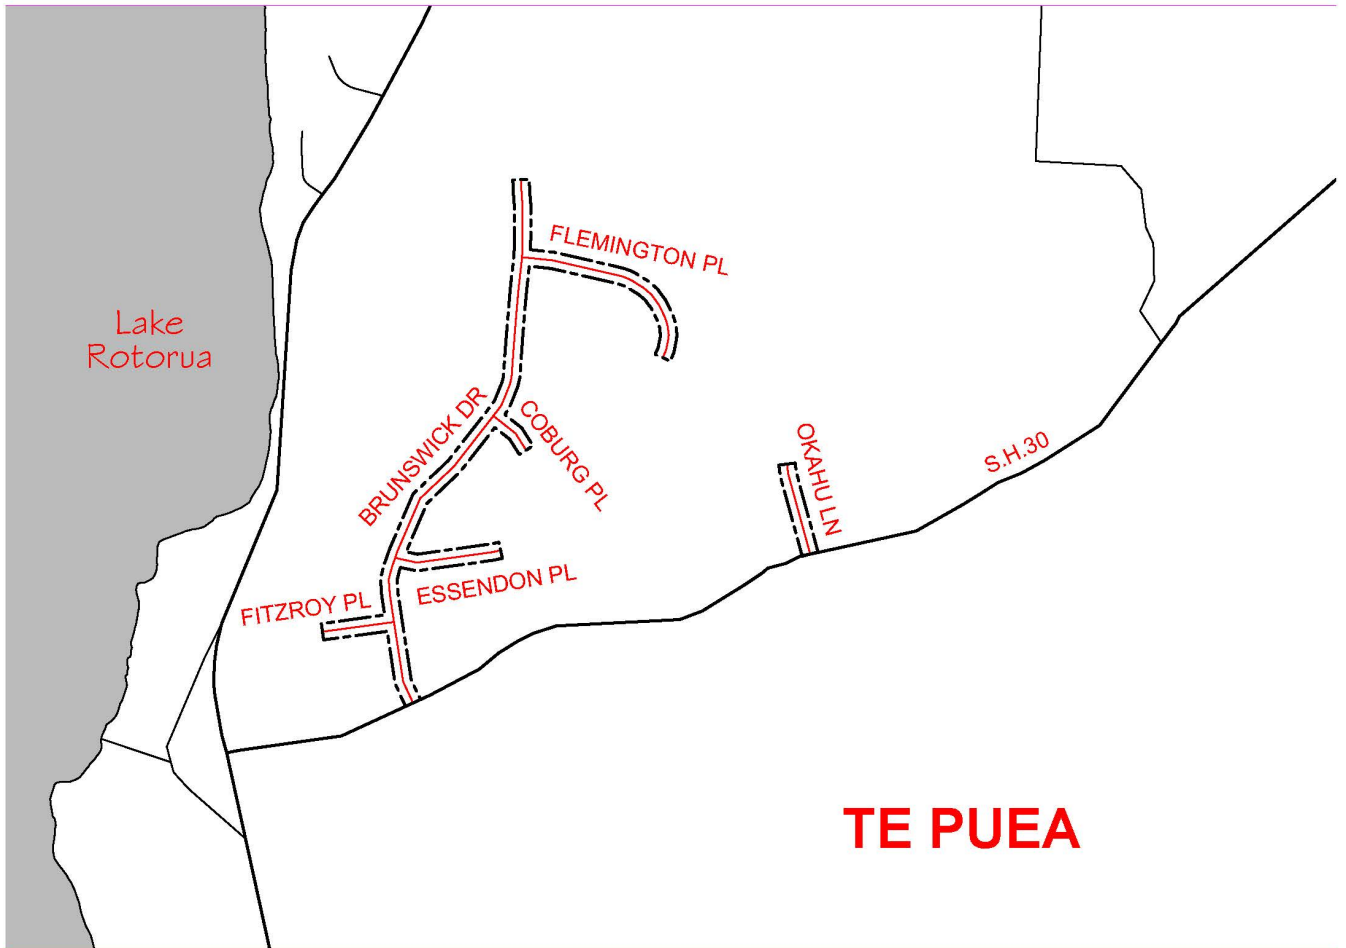 FLEMINGTON PL
Lake
Rotorua
BRUNSWICK DR
COBURG PL
OKAHU LN
S.H.30
ESSENDON PL
FITZROY PL
TE PUEA